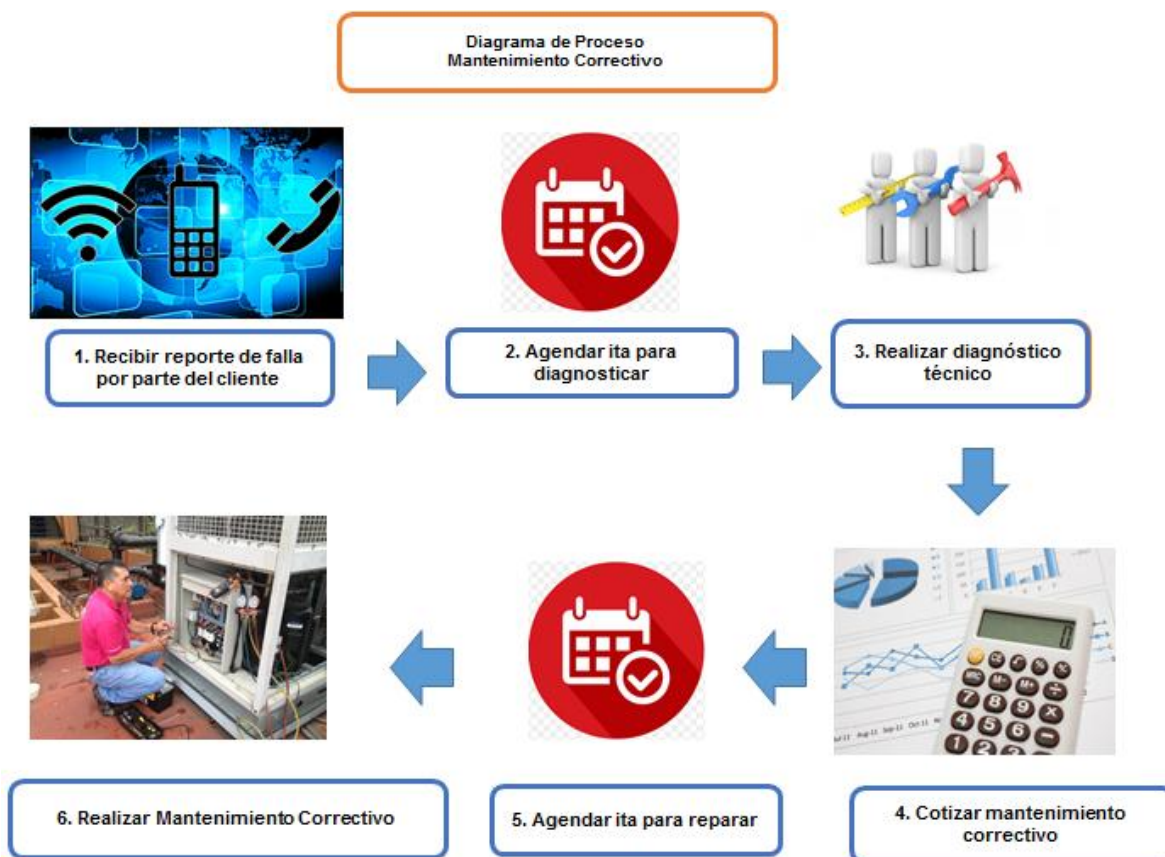 Diagrama de Proceso
Mantenimiento Correctivo
1. Recibir reporte de falla
por parte del cliente
2. Agendar ita para
diagnosticar
3. Realizar diagnóstico
técnico
6. Realizar Mantenimiento Correctivo
5. Agendar ita para reparar
4. Cotizar mantenimiento
correctivo